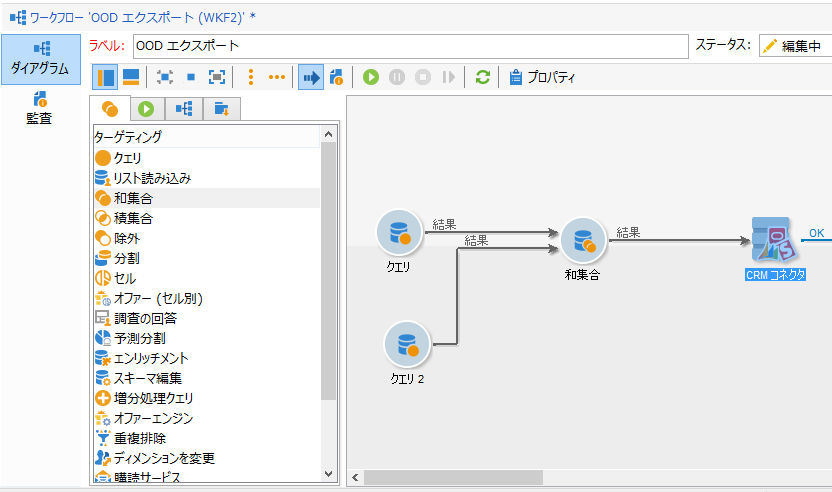 ワークフロー 'OOD エクスポート (WKF2)' *
ダイアグラム
監査
ラベル: OOD エクスポート
ステータス: 編集中
プロパティ
ターゲティング
クエリ
リスト読み込み
和集合
積集合
除外
分割
セル
オファー (セル別)
調査の回答
予測分割
エンリッチメント
スキーマ編集
増分処理クエリ
オファーエンジン
重複排除
ディメンションを変更
購読サービス
結果
結果
クエリ
結果
和集合
OK
CRM コネクタ
クエリ 2